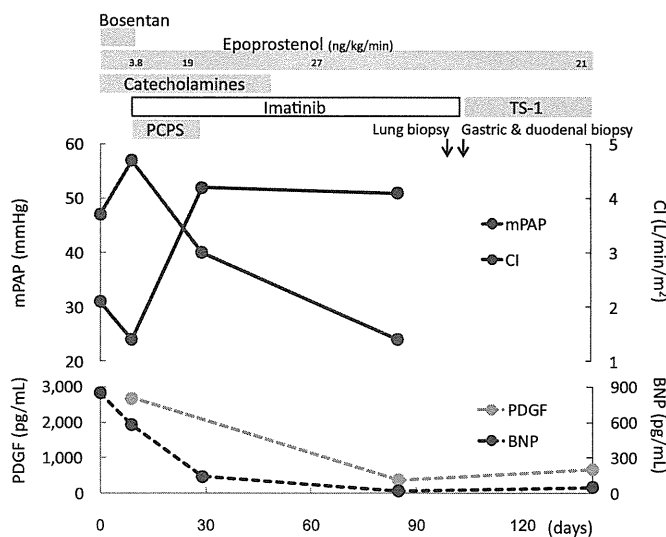 Bosentan
Epoprostenol (ng/kg/min)
3.8 19 27 21
Catecholamines
Imatinib TS-1
PCPS Lung biopsy Gastric & duodenal biopsy
60 5
50 4
40 3
30 2
20 1
mPAP (mmHg)
CI (L/min/m²)
mPAP
CI
3,000 900
2,000 600
1,000 300
0 0
PDGF (pg/mL)
BNP (pg/mL)
PDGF
BNP
0 30 60 90 120 (days)